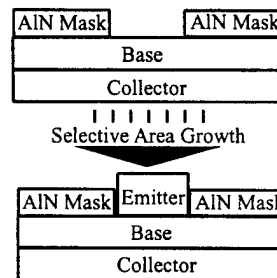 AlN Mask AlN Mask
Base
Collector
Selective Area Growth
AlN Mask Emitter AlN Mask
Base
Collector